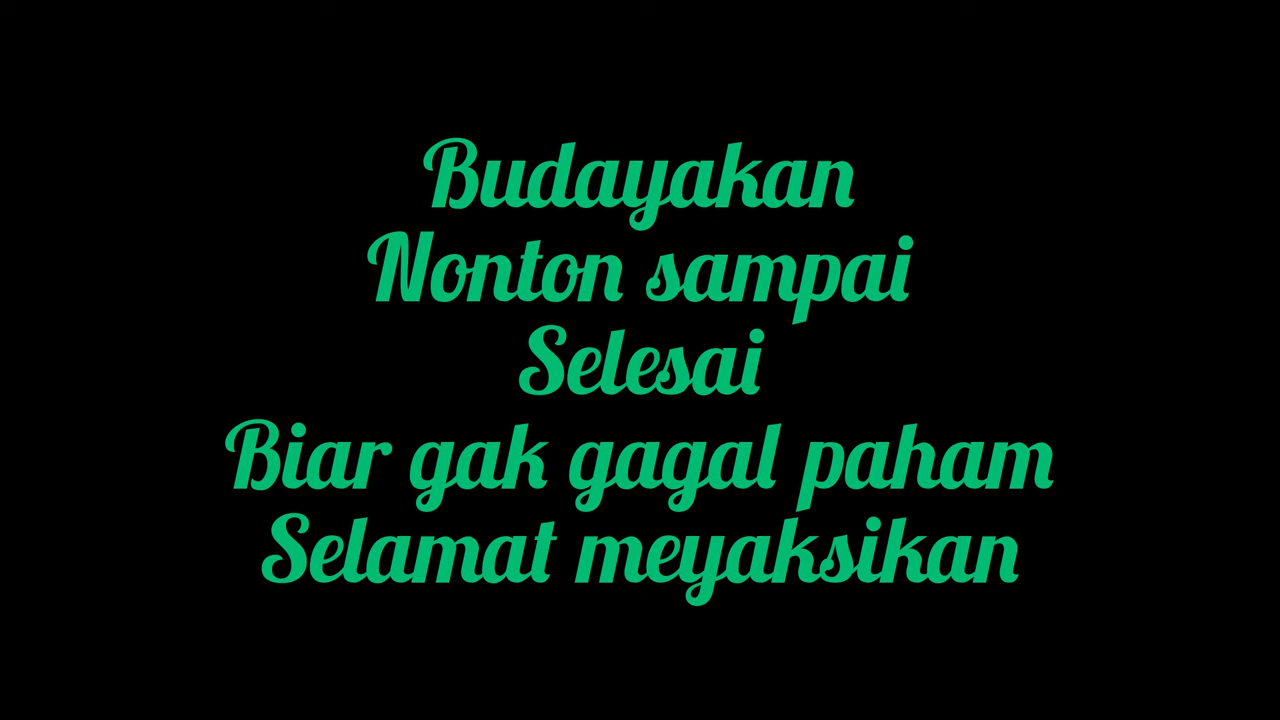 Budayakan
Nonton sampai
Selesai
Biar gak gagal paham
Selamat meyaksikan